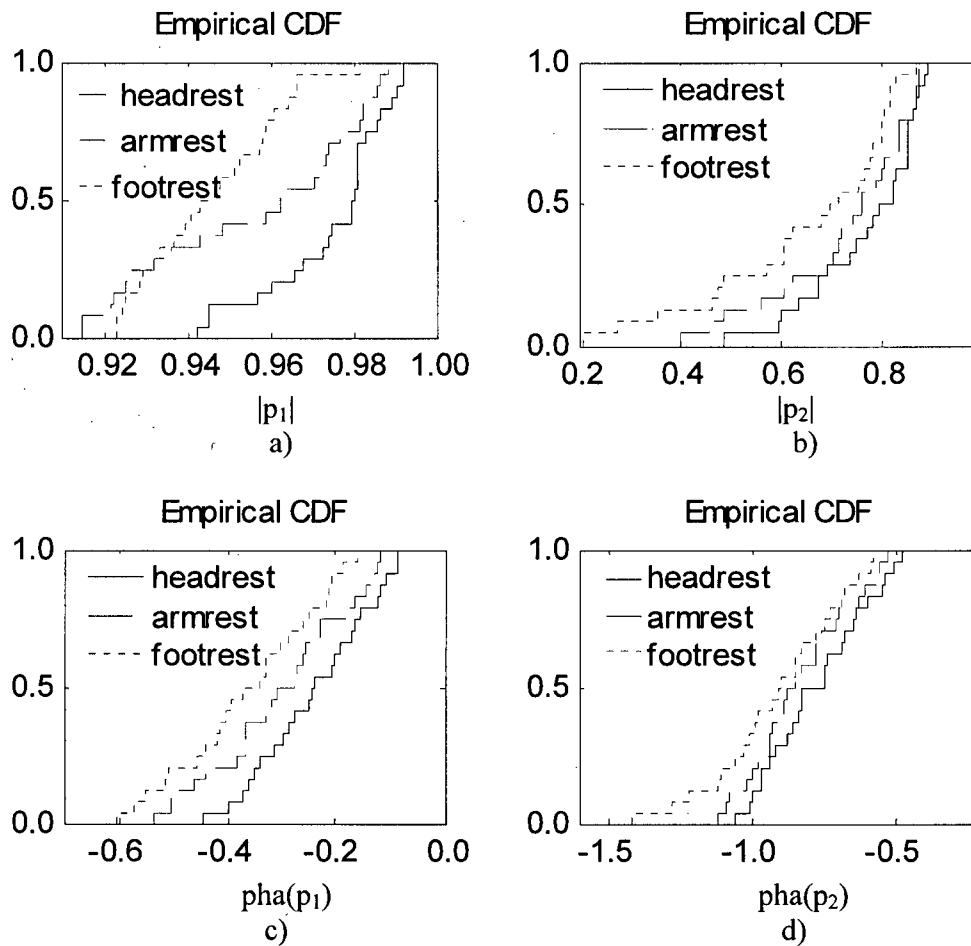 Empirical CDF
1.0
headrest
armrest
footrest
0.5
0.0
0.92 0.94 0.96 0.98 1.00
|p1|
a)
Empirical CDF
1.0
headrest
armrest
footrest
0.5
0.0
0.2 0.4 0.6 0.8
|p2|
b)
Empirical CDF
1.0
headrest
armrest
footrest
0.5
0.0
-0.6 -0.4 -0.2 0.0
pha(p1)
c)
Empirical CDF
1.0
headrest
armrest
footrest
0.5
0.0
-1.5 -1.0 -0.5
pha(p2)
d)